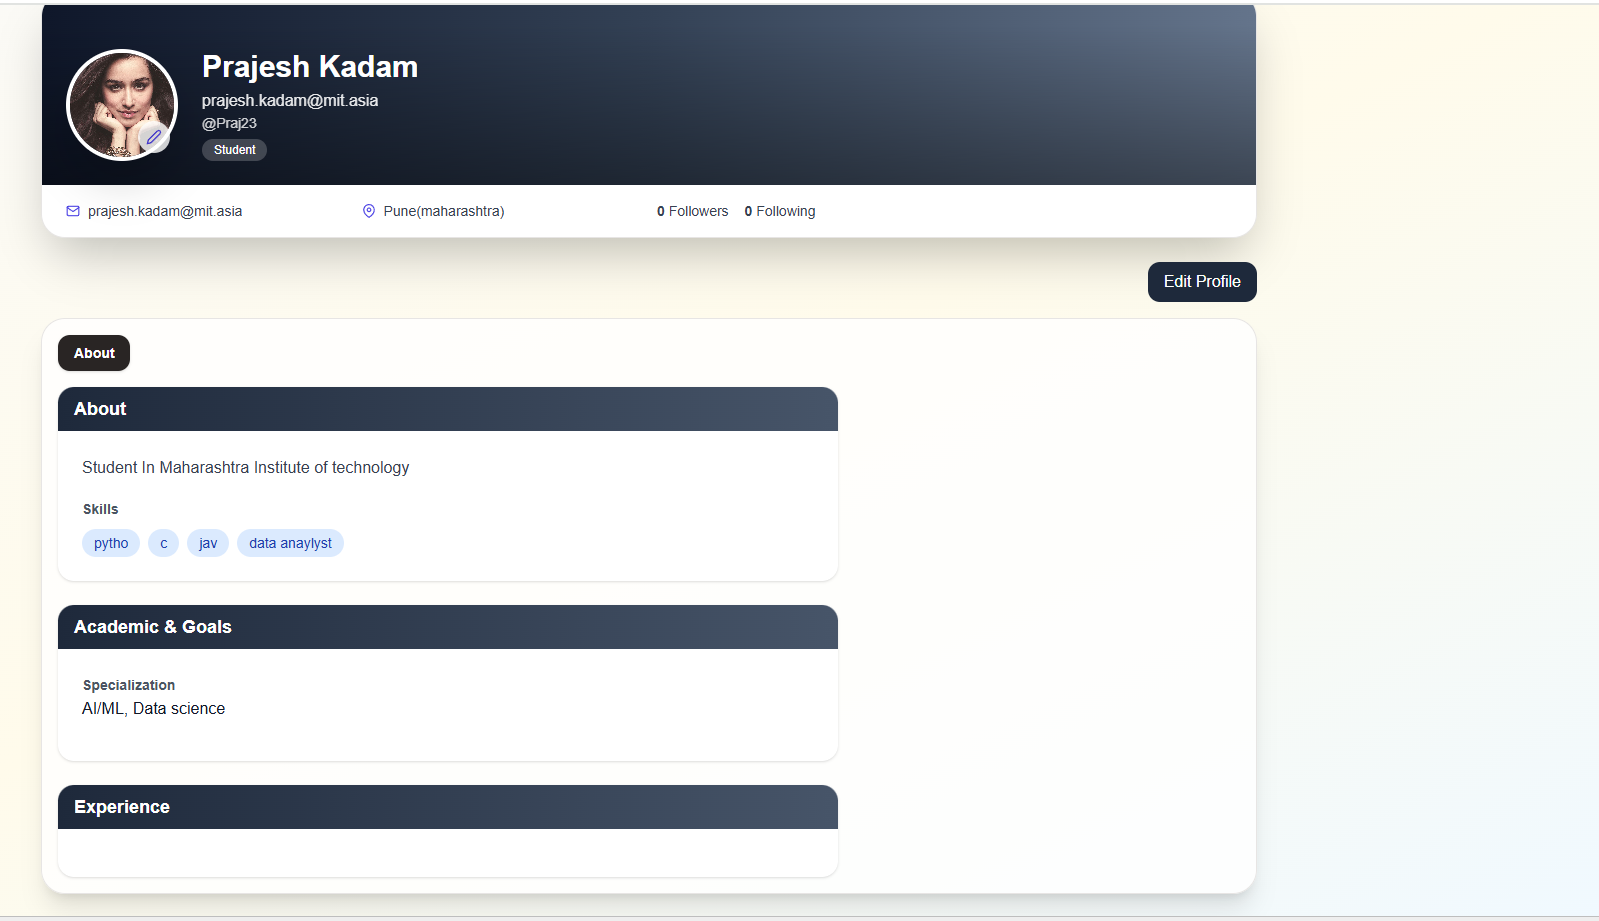 Prajesh Kadam
prajesh.kadam@mit.asia
@Praj23
Student
prajesh.kadam@mit.asia Pune(maharashtra) 0 Followers 0 Following
Edit Profile
About
About
Student In Maharashtra Institute of technology
Skills
pytho c jav data anaylyst
Academic & Goals
Specialization
AI/ML, Data science
Experience